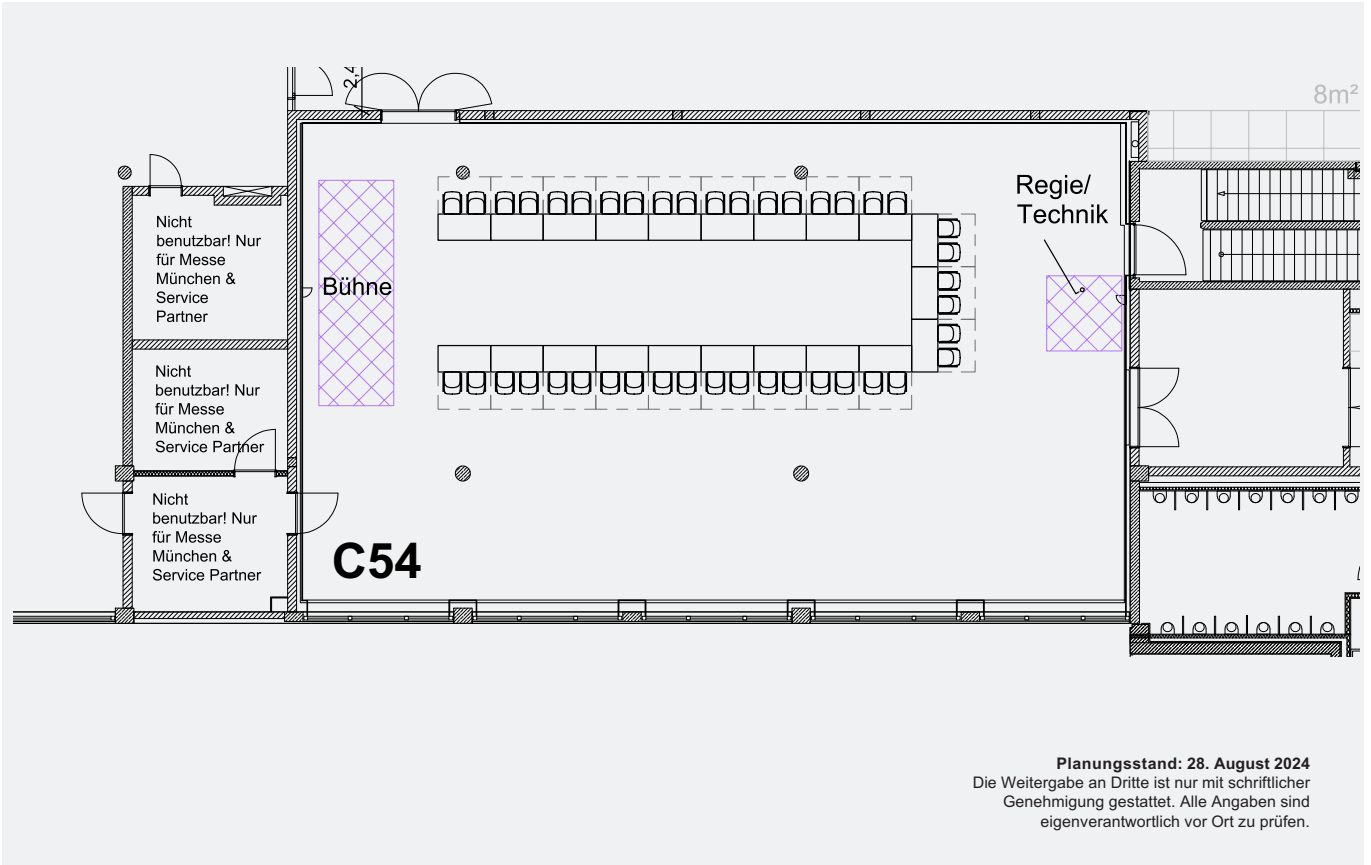 2,4
8m²
Regie/
Technik
Nicht
benutzbar! Nur
für Messe
München &
Service
Partner
Bühne
Nicht
benutzbar! Nur
für Messe
München &
Service Partner
Nicht
benutzbar! Nur
für Messe
München &
Service Partner
C54
Planungsstand: 28. August 2024
Die Weitergabe an Dritte ist nur mit schriftlicher
Genehmigung gestattet. Alle Angaben sind
eigenverantwortlich vor Ort zu prüfen.